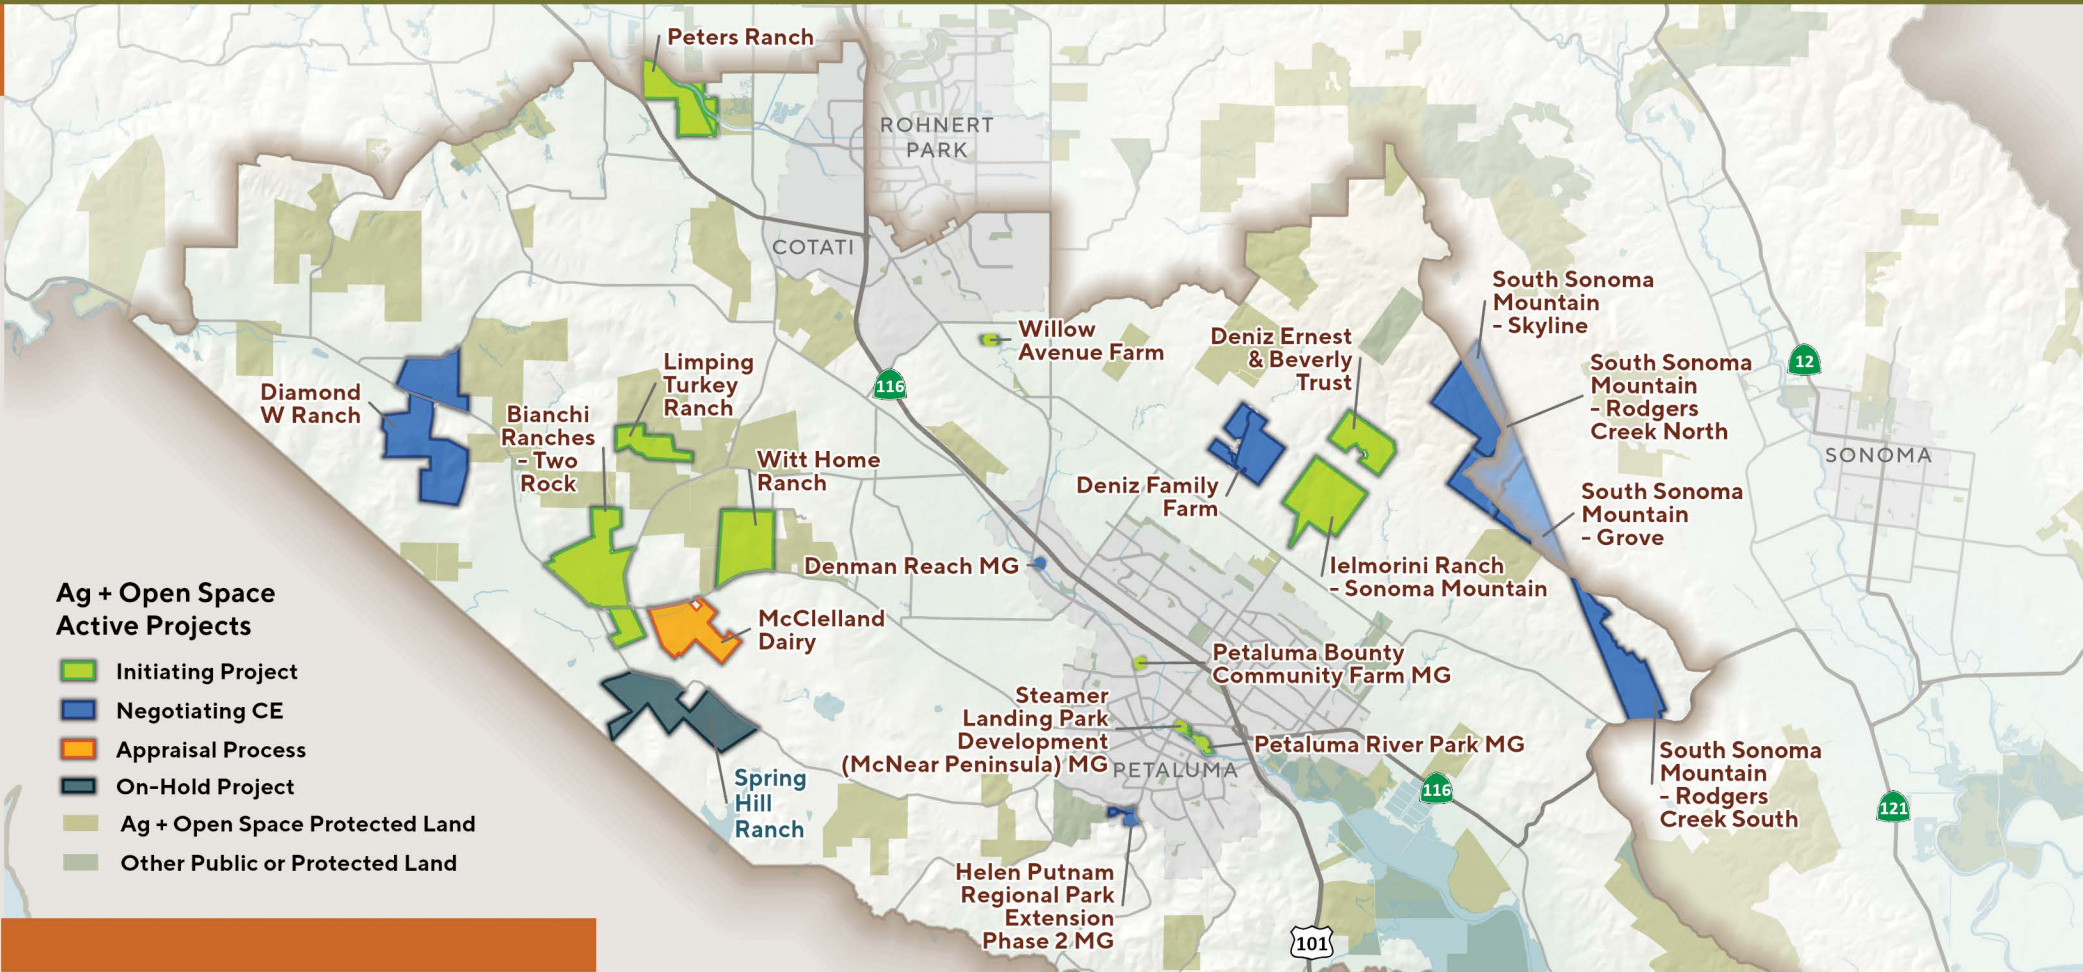 Peters Ranch
ROHNERT
PARK
COTATI
Willow
Avenue Farm
116
Deniz Ernest
& Beverly
Trust
South Sonoma
Mountain
- Skyline
South Sonoma
Mountain
- Rodgers
Creek North
12
SONOMA
Diamond
W Ranch
Limping
Turkey
Ranch
Bianchi
Ranches
- Two
Rock
Witt Home
Ranch
Deniz Family
Farm
South Sonoma
Mountain
- Grove
Denman Reach MG
Ielmorini Ranch
- Sonoma Mountain
McClelland
Dairy
Petaluma Bounty
Community Farm MG
Steamer
Landing Park
Development
(McNear Peninsula) MG
Petaluma River Park MG
PETALUMA
116
South Sonoma
Mountain
- Rodgers
Creek South
121
Spring
Hill
Ranch
Helen Putnam
Regional Park
Extension
Phase 2 MG
101
Ag + Open Space
Active Projects
Initiating Project
Negotiating CE
Appraisal Process
On-Hold Project
Ag + Open Space Protected Land
Other Public or Protected Land